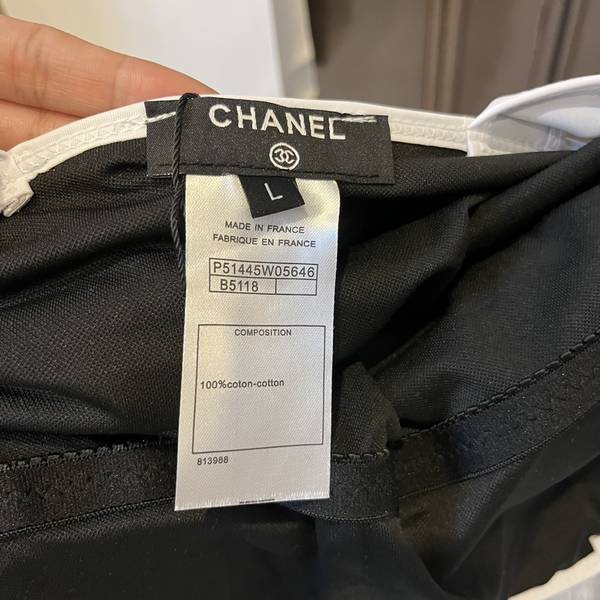 CHANEL
L
MADE IN FRANCE
FABRIQUE EN FRANCE
P51445W05646
B5118
COMPOSITION
100%coton-cotton
813988